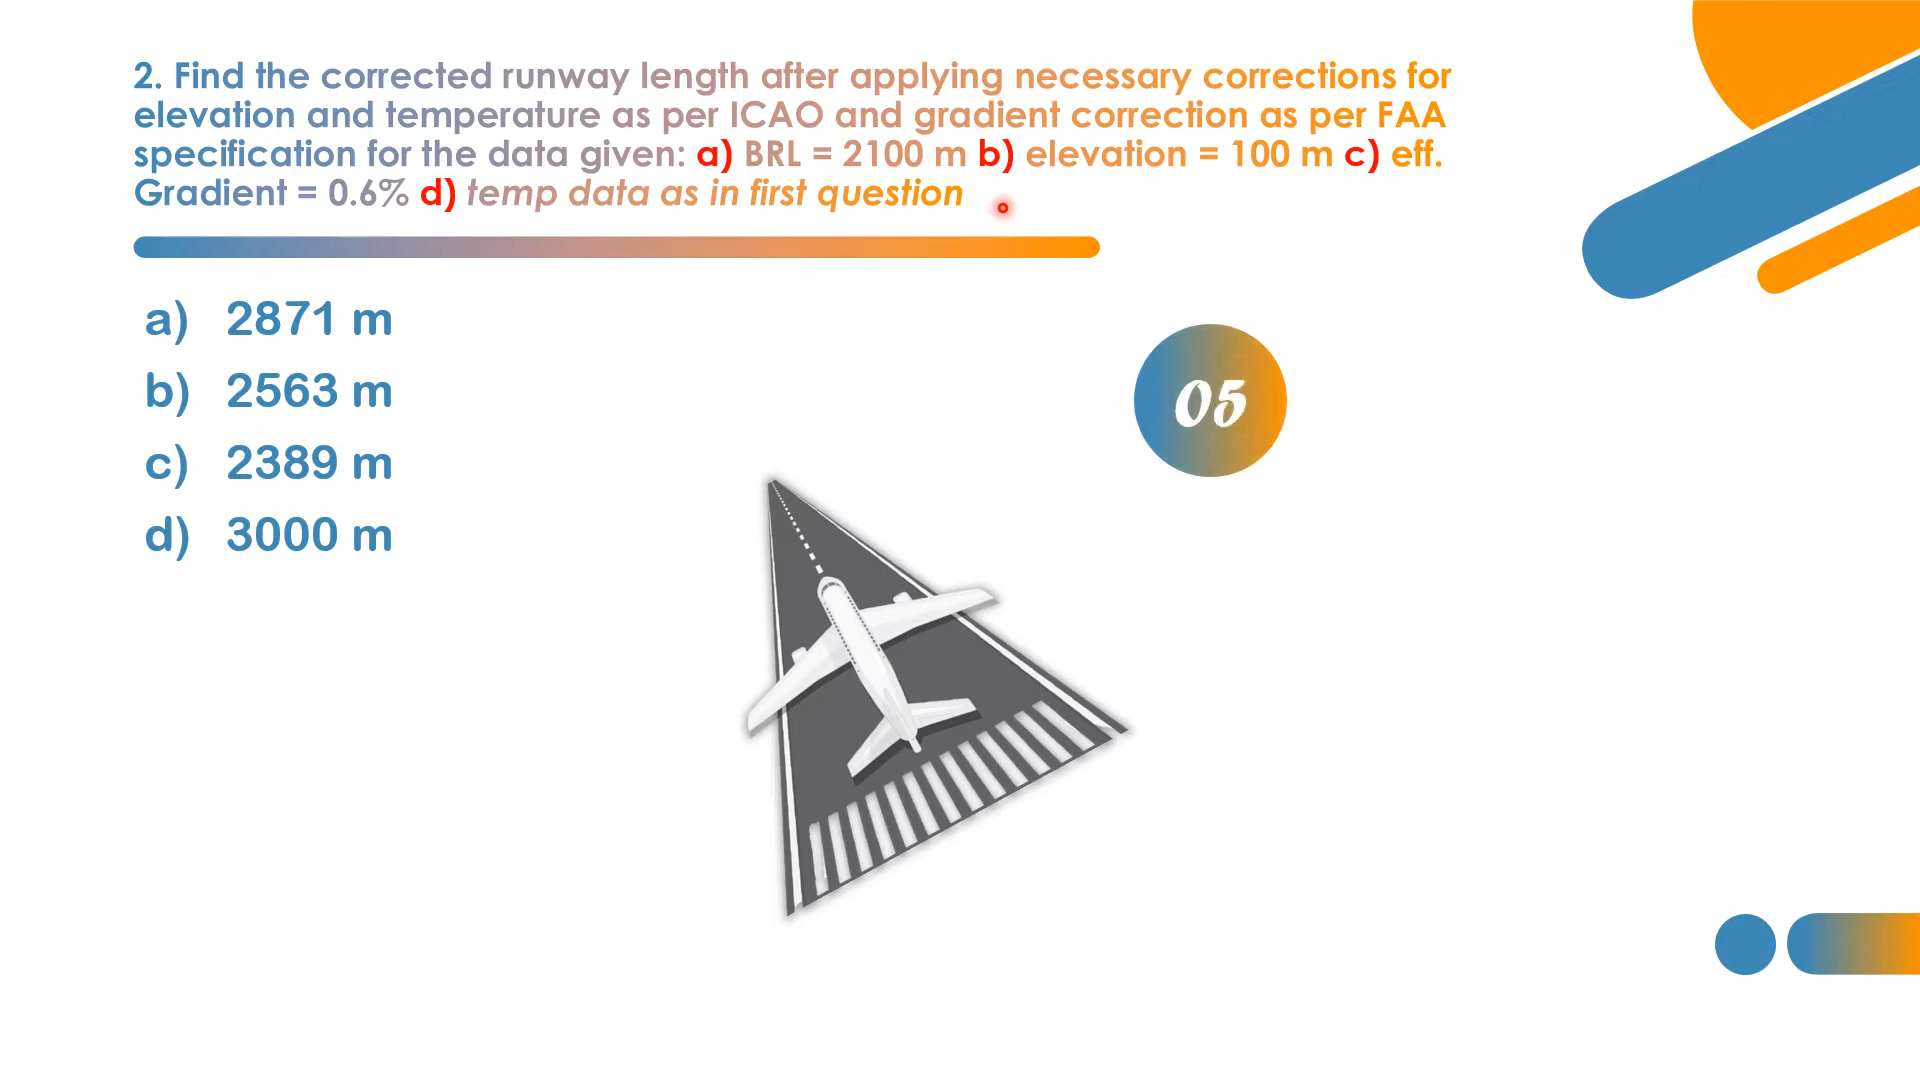 2. Find the corrected runway length after applying necessary corrections for
elevation and temperature as per ICAO and gradient correction as per FAA
specification for the data given: a) BRL = 2100 m b) elevation = 100 m c) eff.
Gradient = 0.6% d) temp data as in first question
a) 2871 m
b) 2563 m
c) 2389 m
d) 3000 m
05